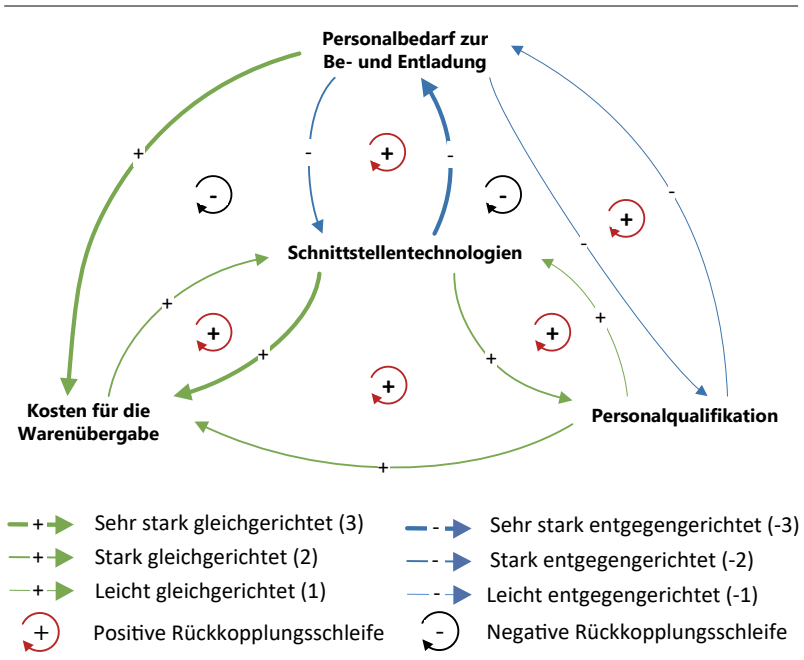 Personalbedarf zur
Be- und Entladung
+
-
+
-
-
-
-
+
-
Schnittstellentechnologien
+
+
+
+
+
+
+
Kosten für die
Warenübergabe
Personalqualifikation
+
+ Sehr stark gleichgerichtet (3)
+ Stark gleichgerichtet (2)
+ Leicht gleichgerichtet (1)
+ Positive Rückkopplungsschleife
- Sehr stark entgegengerichtet (-3)
- Stark entgegengerichtet (-2)
- Leicht entgegengerichtet (-1)
- Negative Rückkopplungsschleife